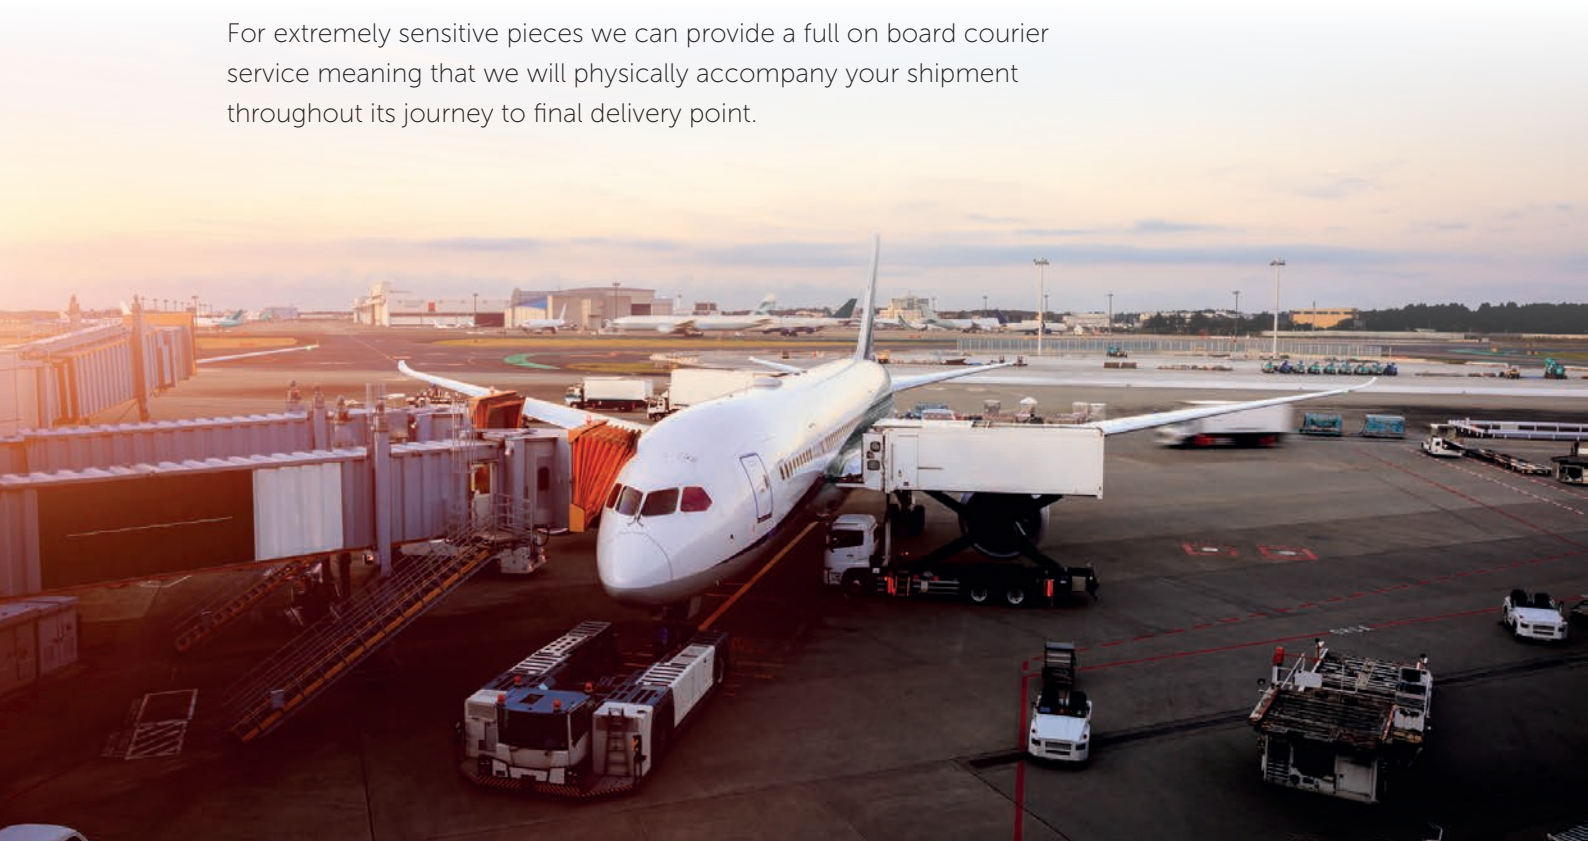 For extremely sensitive pieces we can provide a full on board courier
service meaning that we will physically accompany your shipment
throughout its journey to final delivery point.